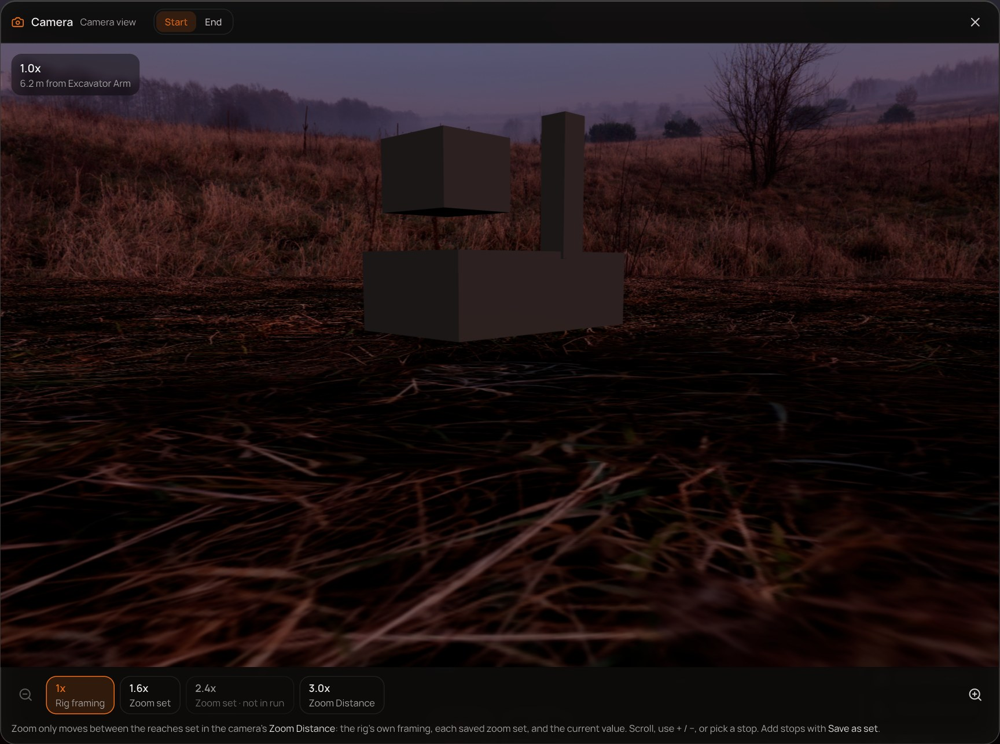 Camera Camera view Start End
1.0x
6.2 m from Excavator Arm
1x
Rig framing
1.6x
Zoom set
2.4x
Zoom set · not in run
3.0x
Zoom Distance
Zoom only moves between the reaches set in the camera's Zoom Distance: the rig's own framing, each saved zoom set, and the current value. Scroll, use + / −, or pick a stop. Add stops with Save as set.